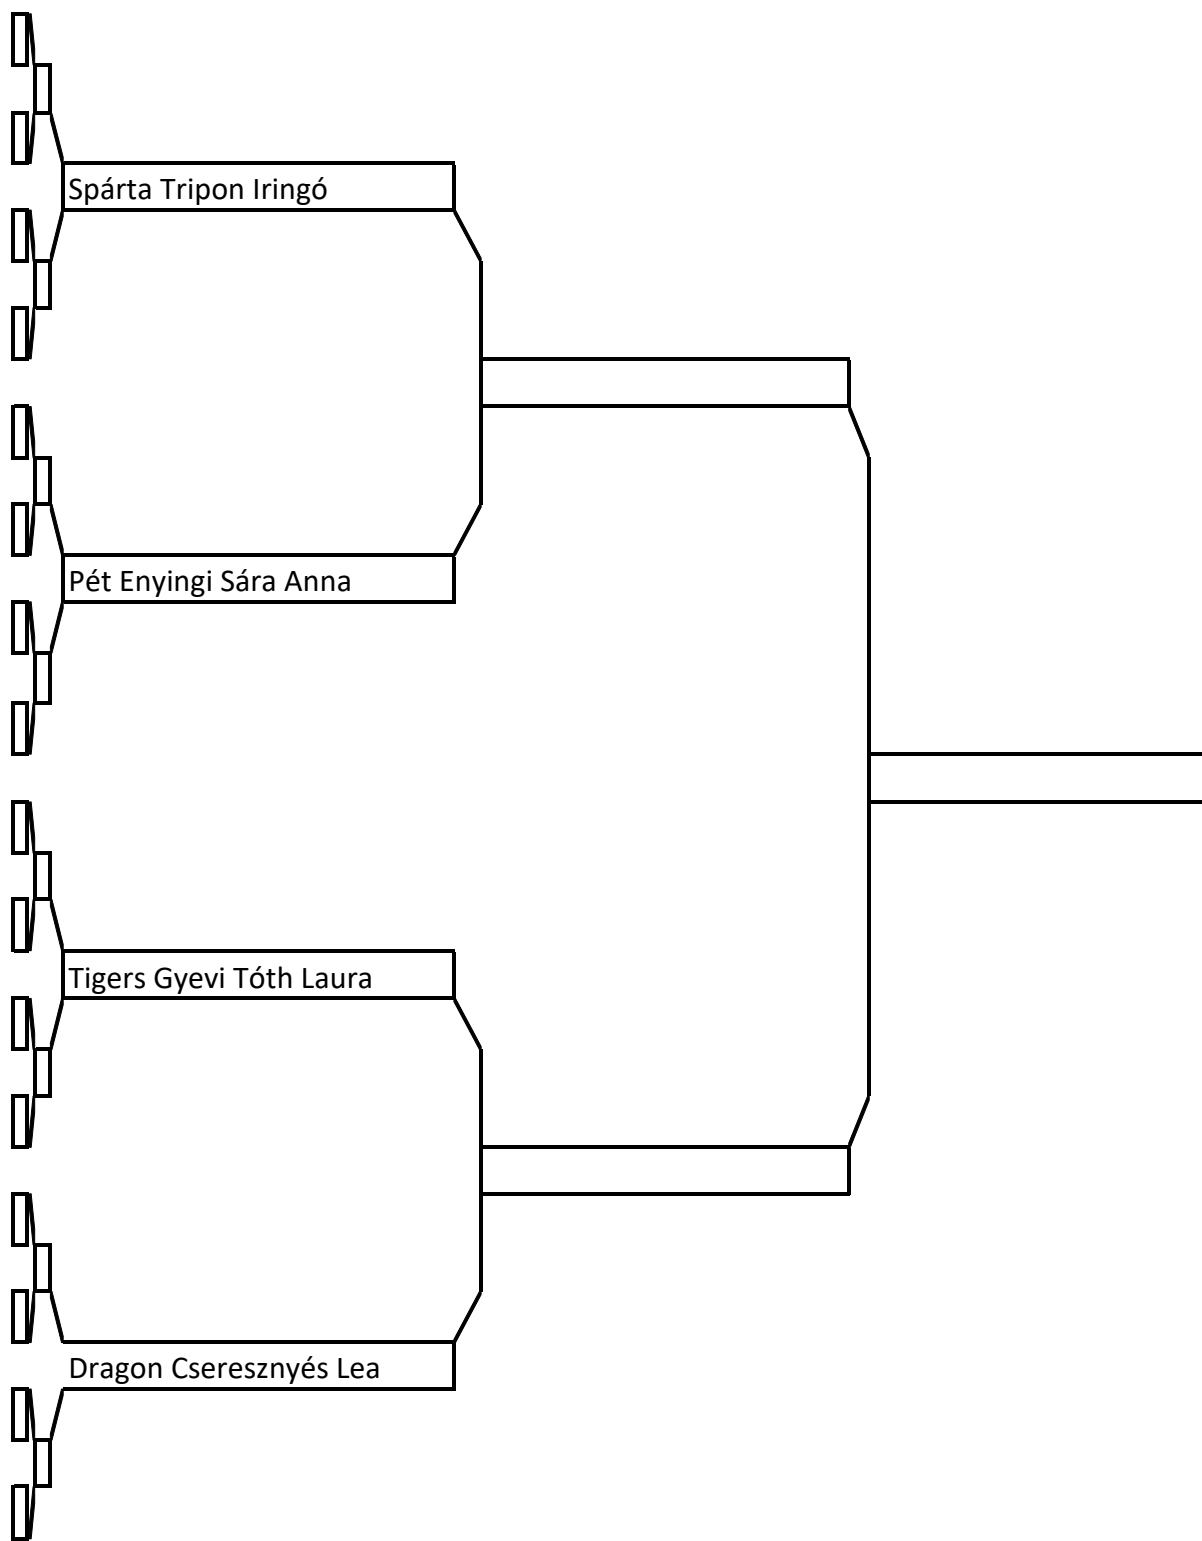 Spárta Tripon Iringó
Pét Enyingi Sára Anna
Tigers Gyevi Tóth Laura
Dragon Cseresznyés Lea